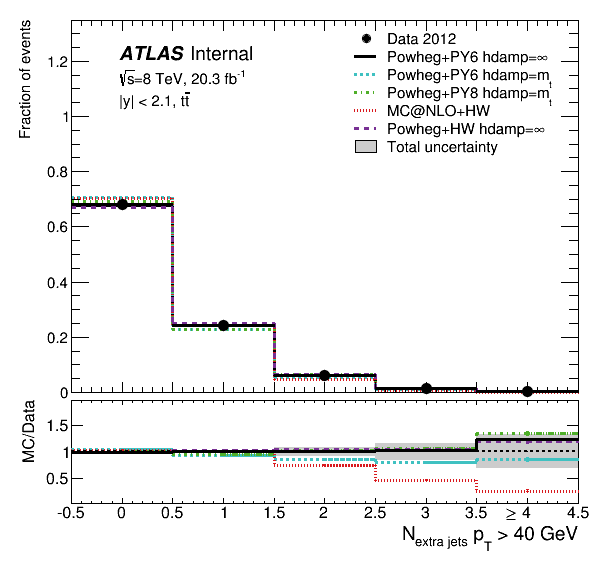 Fraction of events
1.2
1
0.8
0.6
0.4
0.2
0
ATLAS Internal
√s=8 TeV, 20.3 fb⁻¹
|y| < 2.1, tt̄
Data 2012
Powheg+PY6 hdamp=∞
Powheg+PY6 hdamp=mₜ
Powheg+PY8 hdamp=mₜ
MC@NLO+HW
Powheg+HW hdamp=∞
Total uncertainty
MC/Data
1.5
1
0.5
-0.5 0 0.5 1 1.5 2 2.5 3 3.5 ≥ 4 4.5
N extra jets p T > 40 GeV